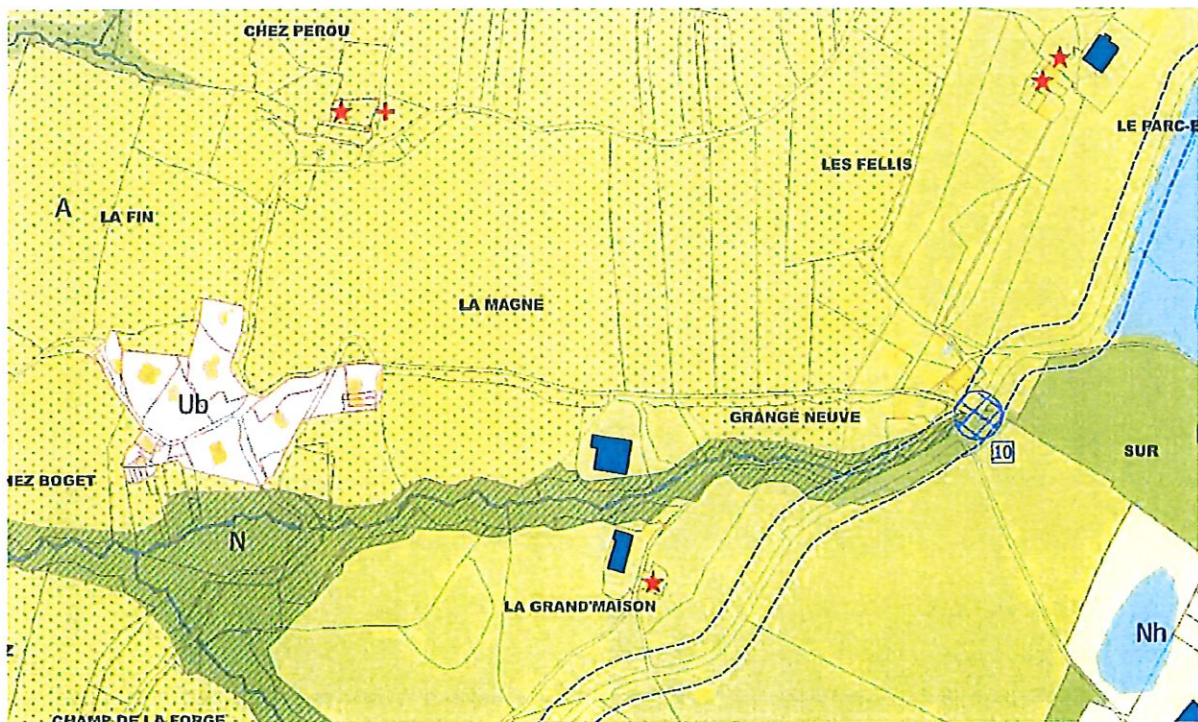 CHEZ PEROU
LE PARC-B
LES FELLIS
A
LA FIN
LA MAGNE
Ub
GRANGE NEUVE
10
SUR
HEZ BOGET
N
LA GRAND'MAISON
Nh
Z
CHAMP DE LA FORGE